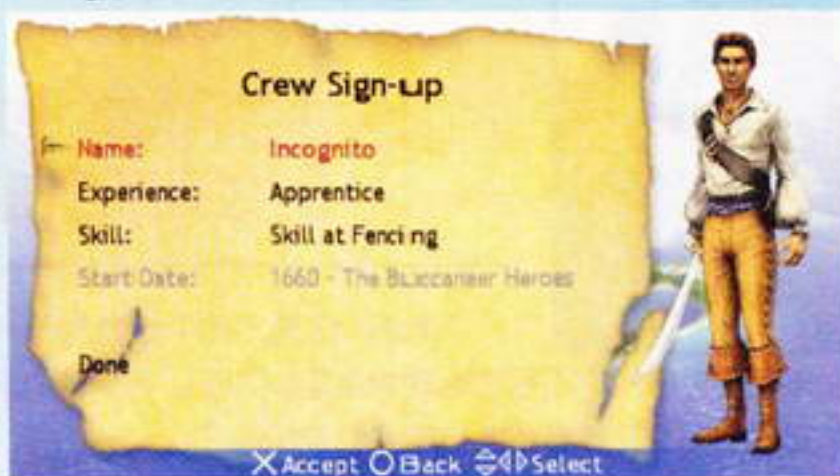 Crew Sign-up
Name: Incognito
Experience: Apprentice
Skill: Skill at Fencing
Start Date: 1660 - The Buccaneer Heroes
Done
X Accept O Back Select